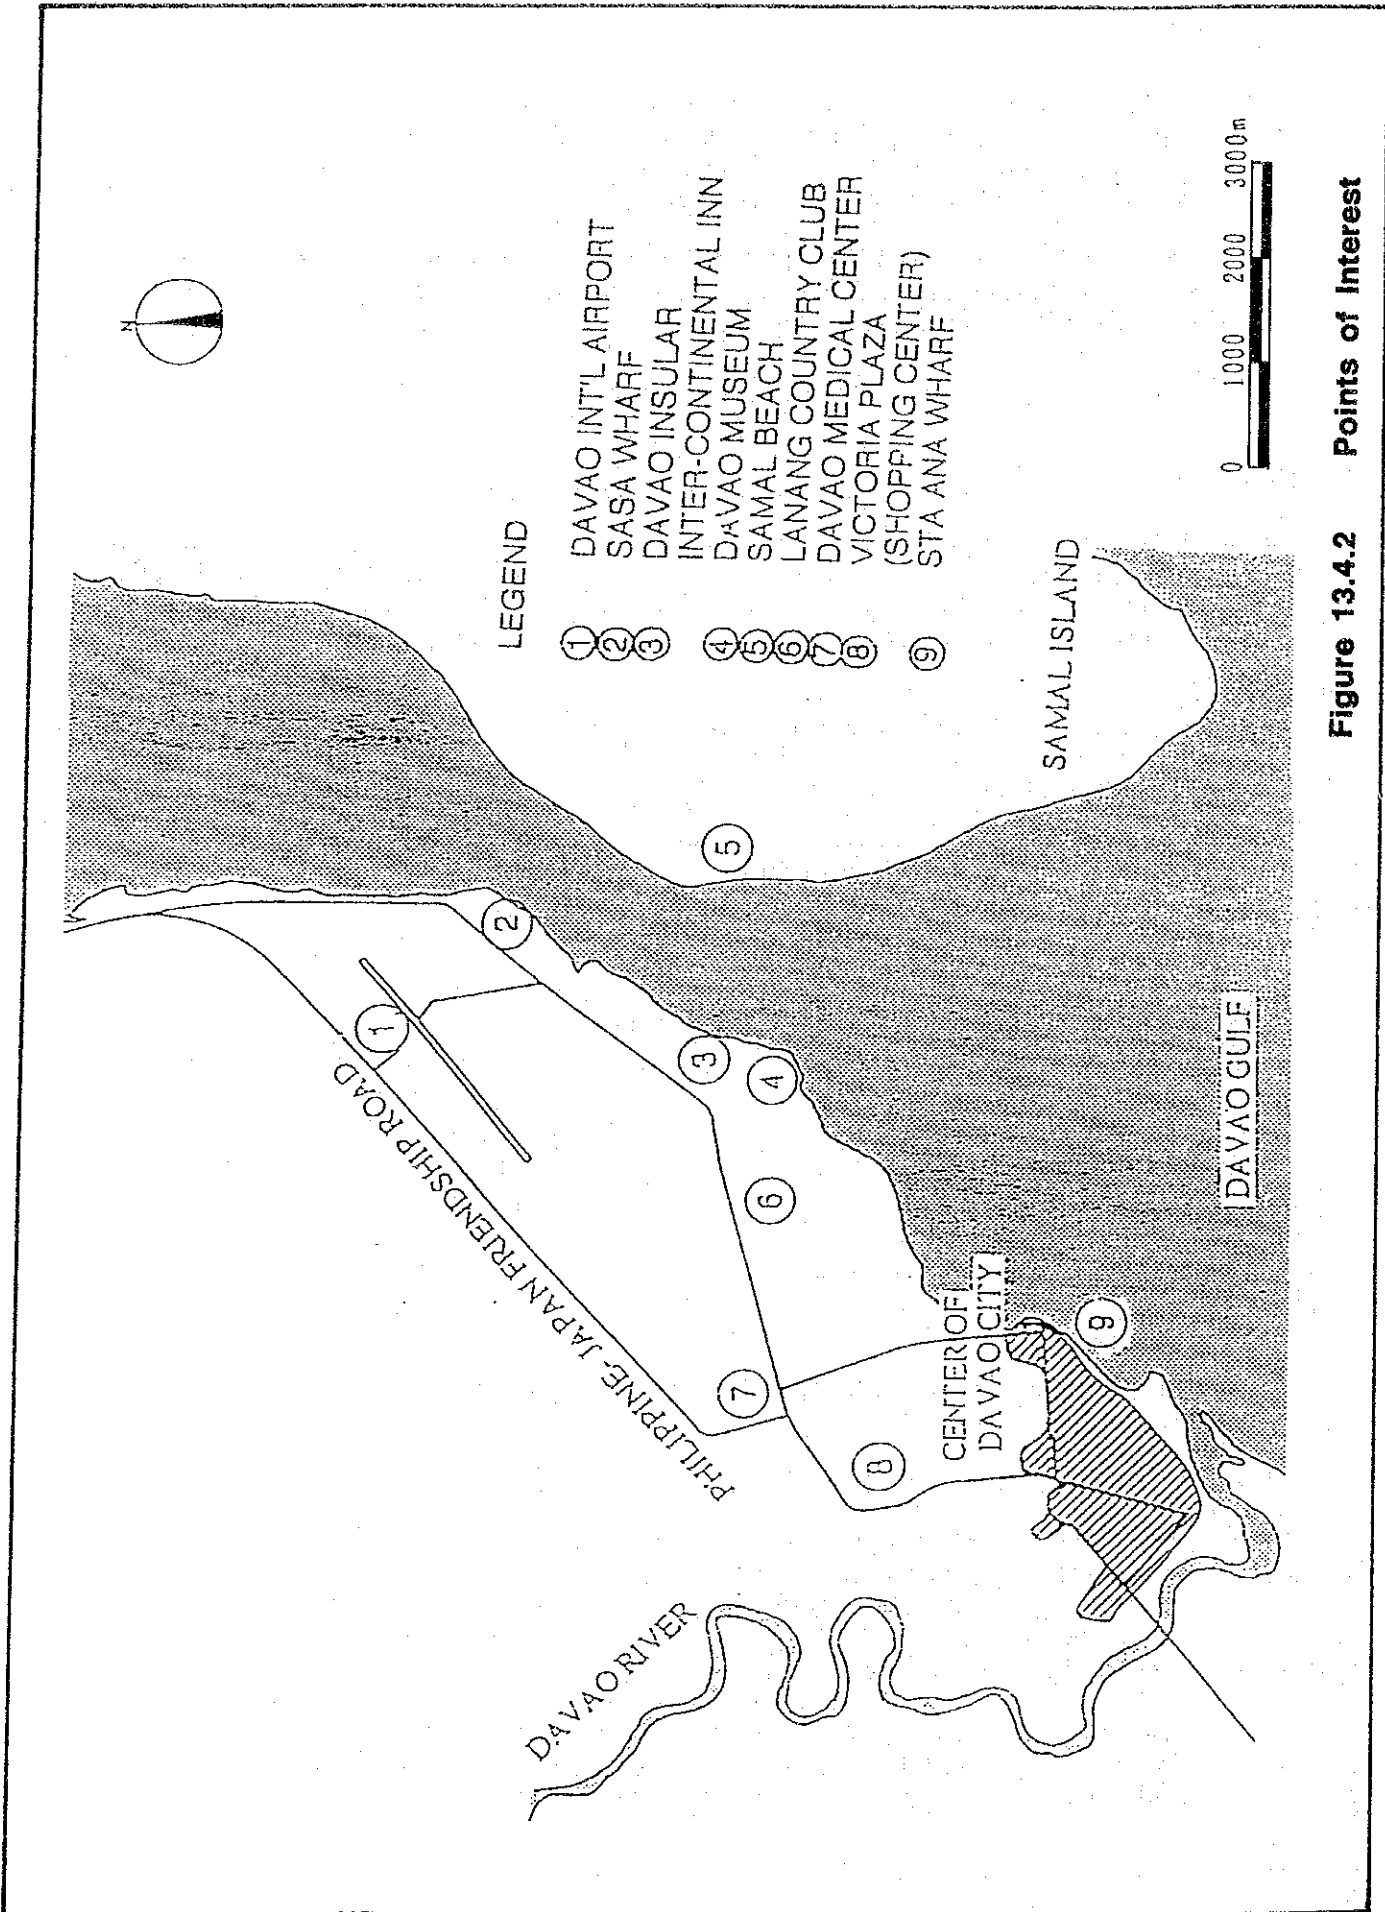 N
PHILIPPINE-JAPAN FRIENDSHIP ROAD
DAVAO RIVER
1
2
3
4
5
6
7
8
9
CENTER OF
DAVAO CITY
DAVAO GULF
SAMAL ISLAND
LEGEND
1 DAVAO INT'L AIRPORT
2 SASA WHARF
3 DAVAO INSULAR
INTER-CONTINENTAL INN
4 DAVAO MUSEUM
5 SAMAL BEACH
6 LANANG COUNTRY CLUB
7 DAVAO MEDICAL CENTER
8 VICTORIA PLAZA
(SHOPPING CENTER)
9 STA ANA WHARF
0 1000 2000 3000m
Figure 13.4.2 Points of Interest